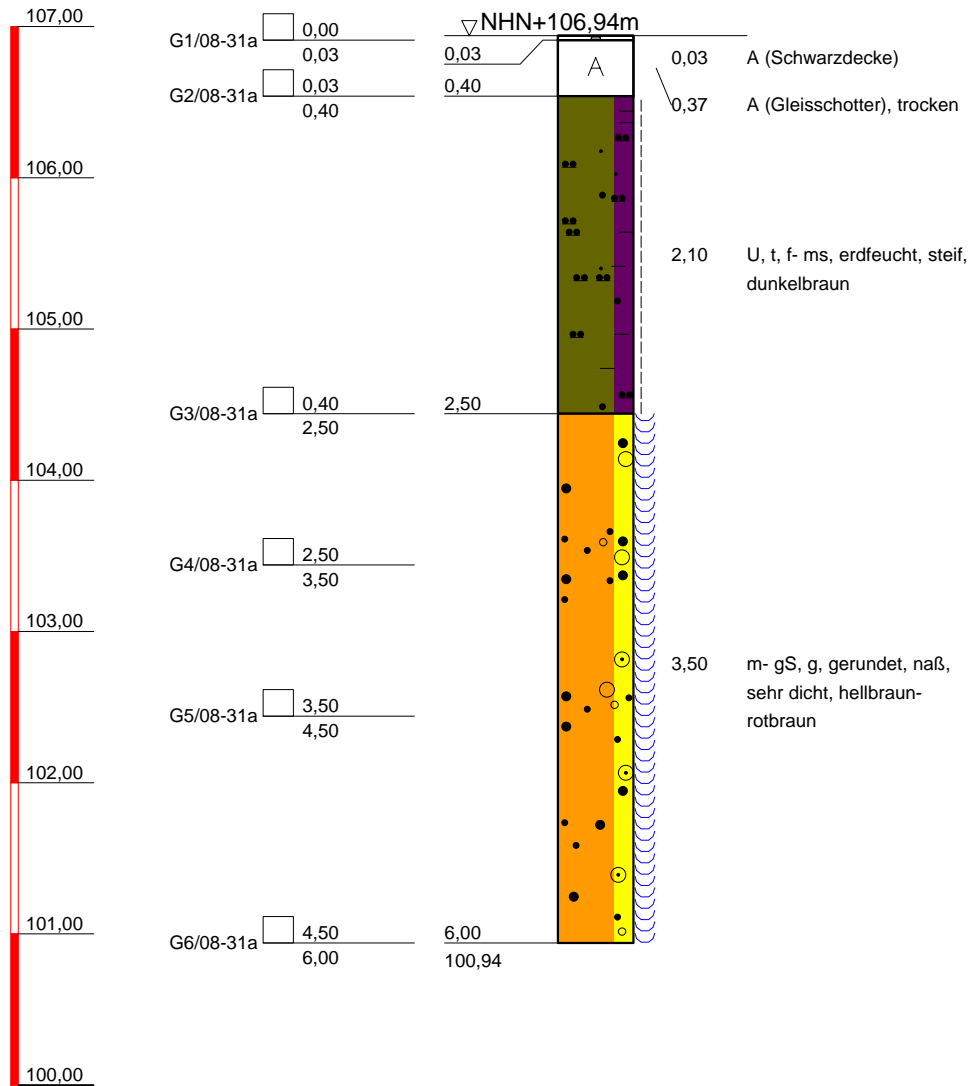 107,00
NHN+106,94m
0,00
G1/08-31a
0,03
0,03
0,03
A (Schwarzdecke)
A
0,03
G2/08-31a
0,40
0,40
0,37
A (Gleisschotter), trocken
106,00
2,10
U, t, f- ms, erdfeucht, steif,
dunkelbraun
105,00
0,40
G3/08-31a
2,50
2,50
104,00
2,50
G4/08-31a
3,50
103,00
3,50
m- gS, g, gerundet, naß,
sehr dicht, hellbraun-
rotbraun
3,50
G5/08-31a
4,50
102,00
101,00
4,50
G6/08-31a
6,00
6,00
100,94
100,00